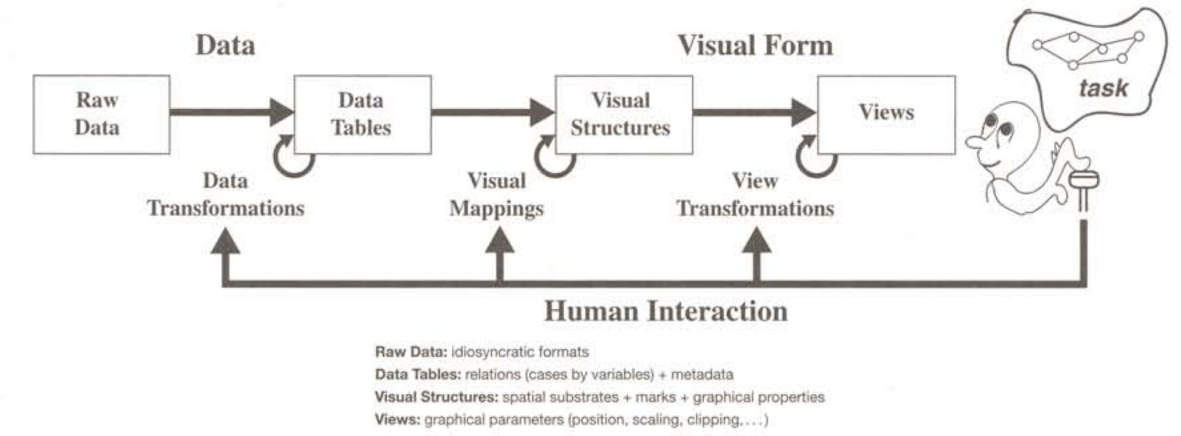 Data
Visual Form
Raw
Data
Data
Tables
Visual
Structures
Views
task
Data
Transformations
Visual
Mappings
View
Transformations
Human Interaction
Raw Data: idiosyncratic formats
Data Tables: relations (cases by variables) + metadata
Visual Structures: spatial substrates + marks + graphical properties
Views: graphical parameters (position, scaling, clipping,...)